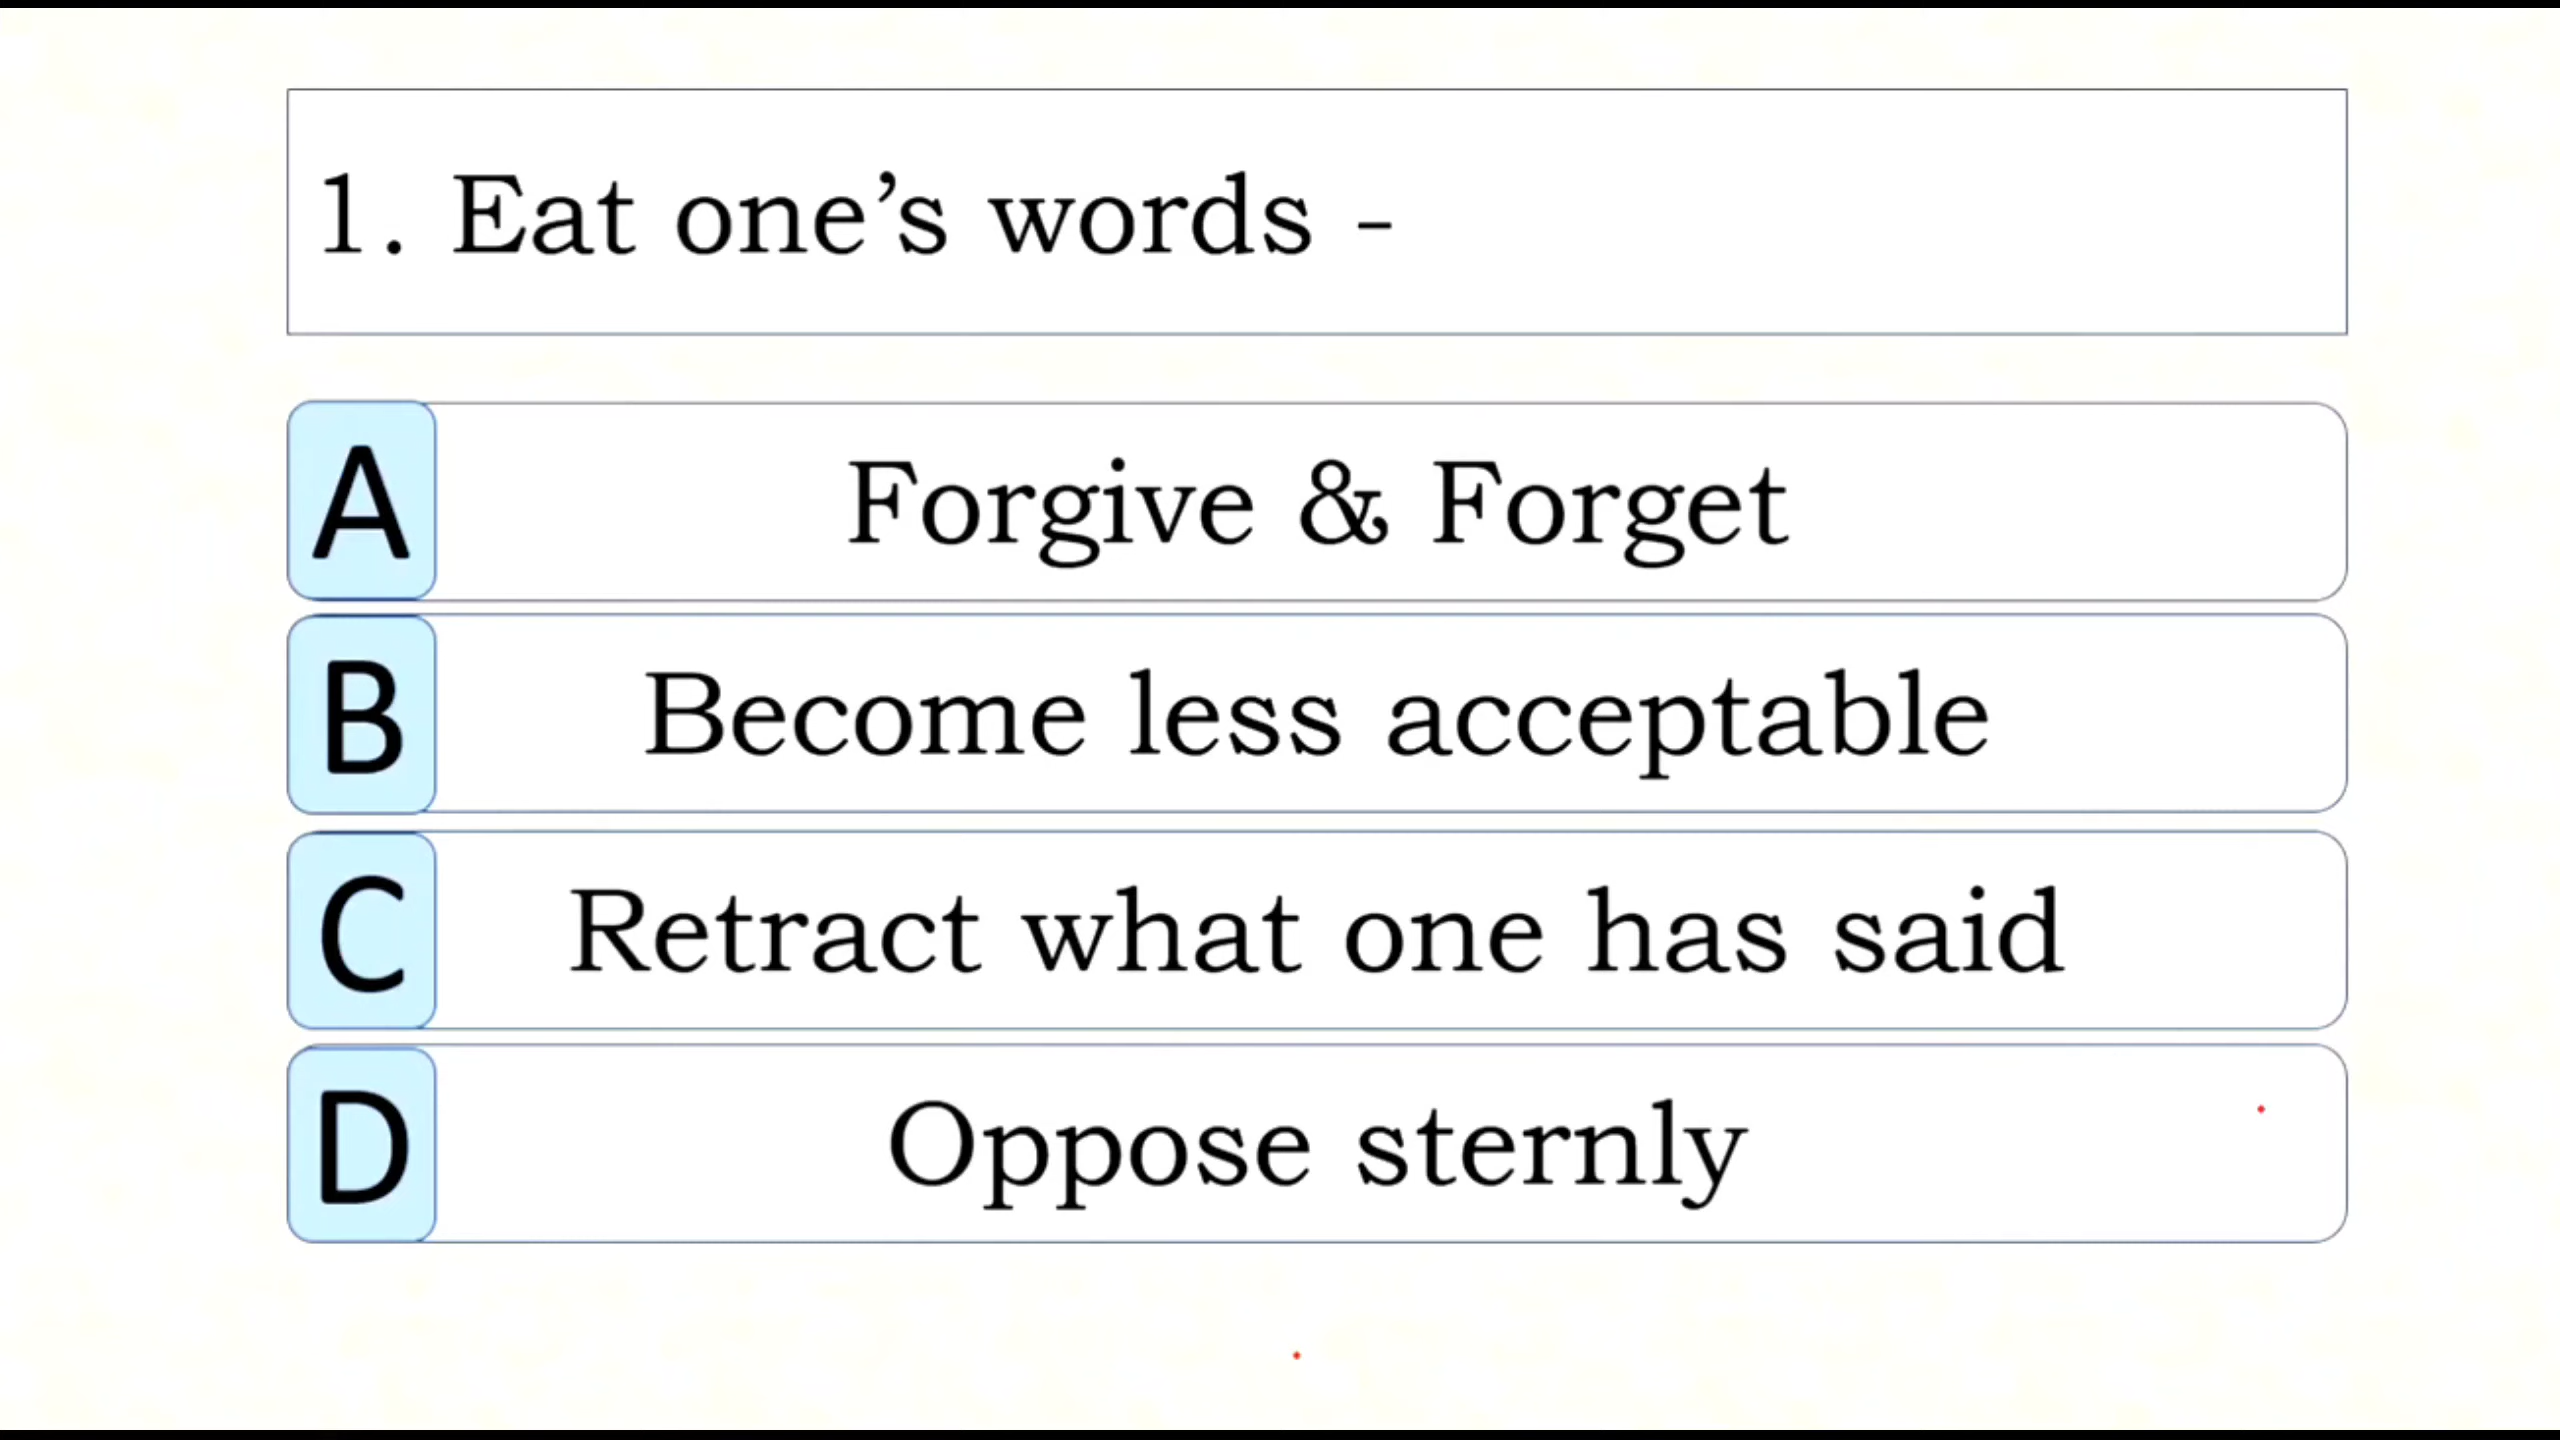 1. Eat one’s words -
A Forgive & Forget
B Become less acceptable
C Retract what one has said
D Oppose sternly